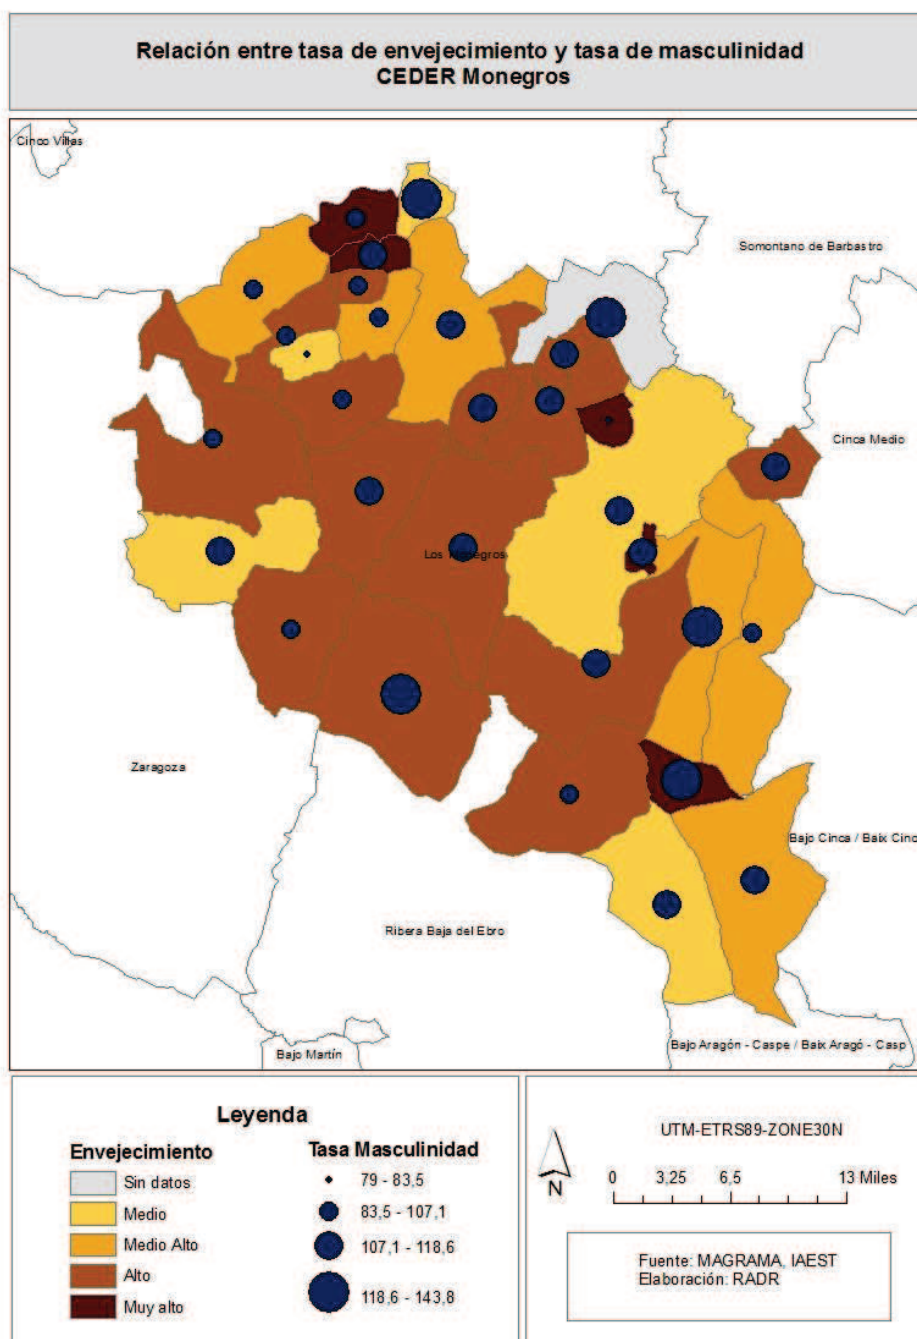 Relación entre tasa de envejecimiento y tasa de masculinidad
CEDER Monegros
Cinco Villas
Somontano de Barbastro
Cinca Medio
Los Monegros
Zaragoza
Bajo Cinca / Baix Cinc
Ribera Baja del Ebro
Bajo Martín
Bajo Aragón - Caspe / Baix Aragó - Casp
Leyenda
Envejecimiento
Sin datos
Medio
Medio Alto
Alto
Muy alto
Tasa Masculinidad
79 - 83,5
83,5 - 107,1
107,1 - 118,6
118,6 - 143,8
N
UTM-ETRS89-ZONE30N
0 3,25 6,5 13 Miles
Fuente: MAGRAMA, IAEST
Elaboración: RADR